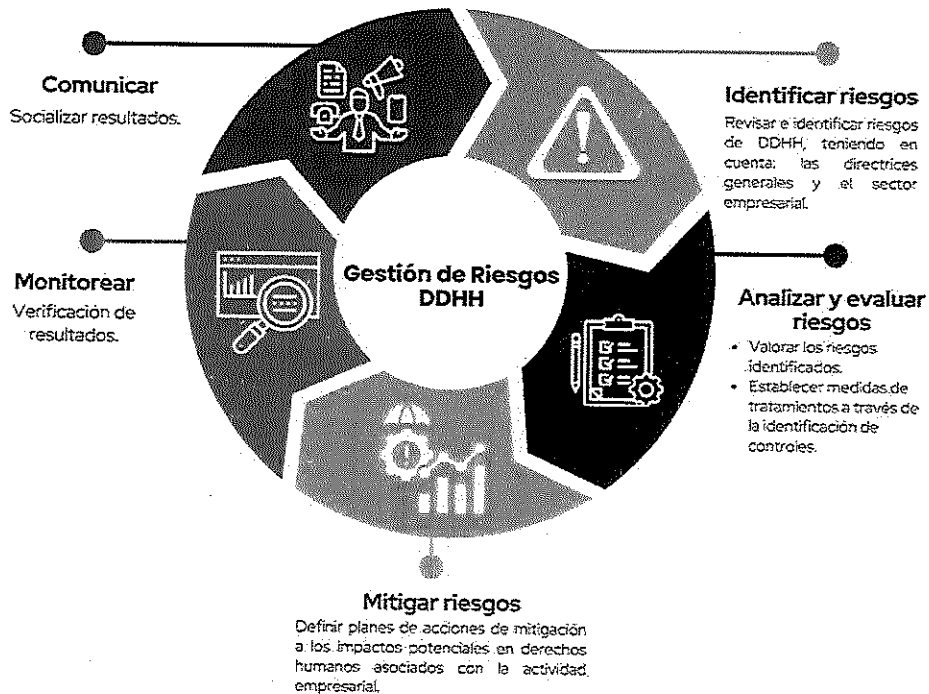 Comunicar
Socializar resultados.
Identificar riesgos
Revisar e identificar riesgos
de DDHH, teniendo en
cuenta: las directrices
generales y el sector
empresarial.
Gestión de Riesgos
DDHH
Monitorear
Verificación de
resultados.
Analizar y evaluar
riesgos
• Valorar los riesgos
identificados.
• Establecer medidas de
tratamientos a través de
la identificación de
controles.
Mitigar riesgos
Definir planes de acciones de mitigación
a los impactos potenciales en derechos
humanos asociados con la actividad
empresarial.